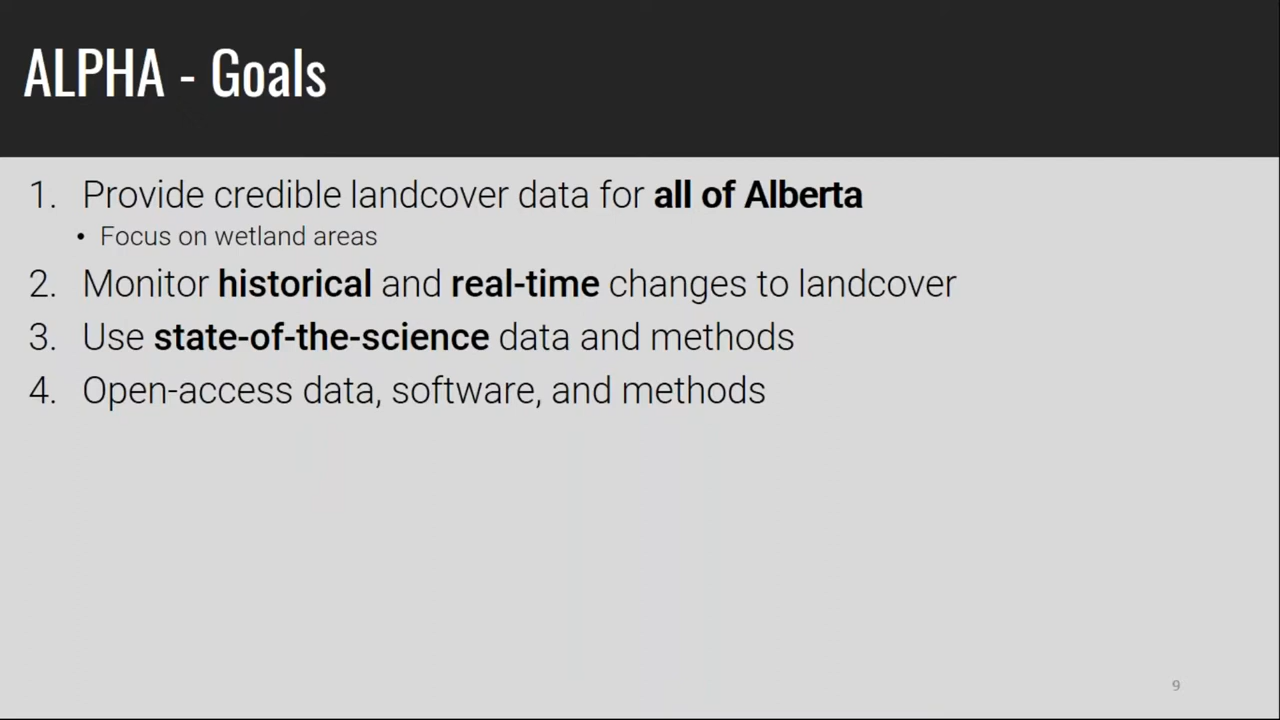 ALPHA - Goals
1. Provide credible landcover data for all of Alberta
• Focus on wetland areas
2. Monitor historical and real-time changes to landcover
3. Use state-of-the-science data and methods
4. Open-access data, software, and methods
9